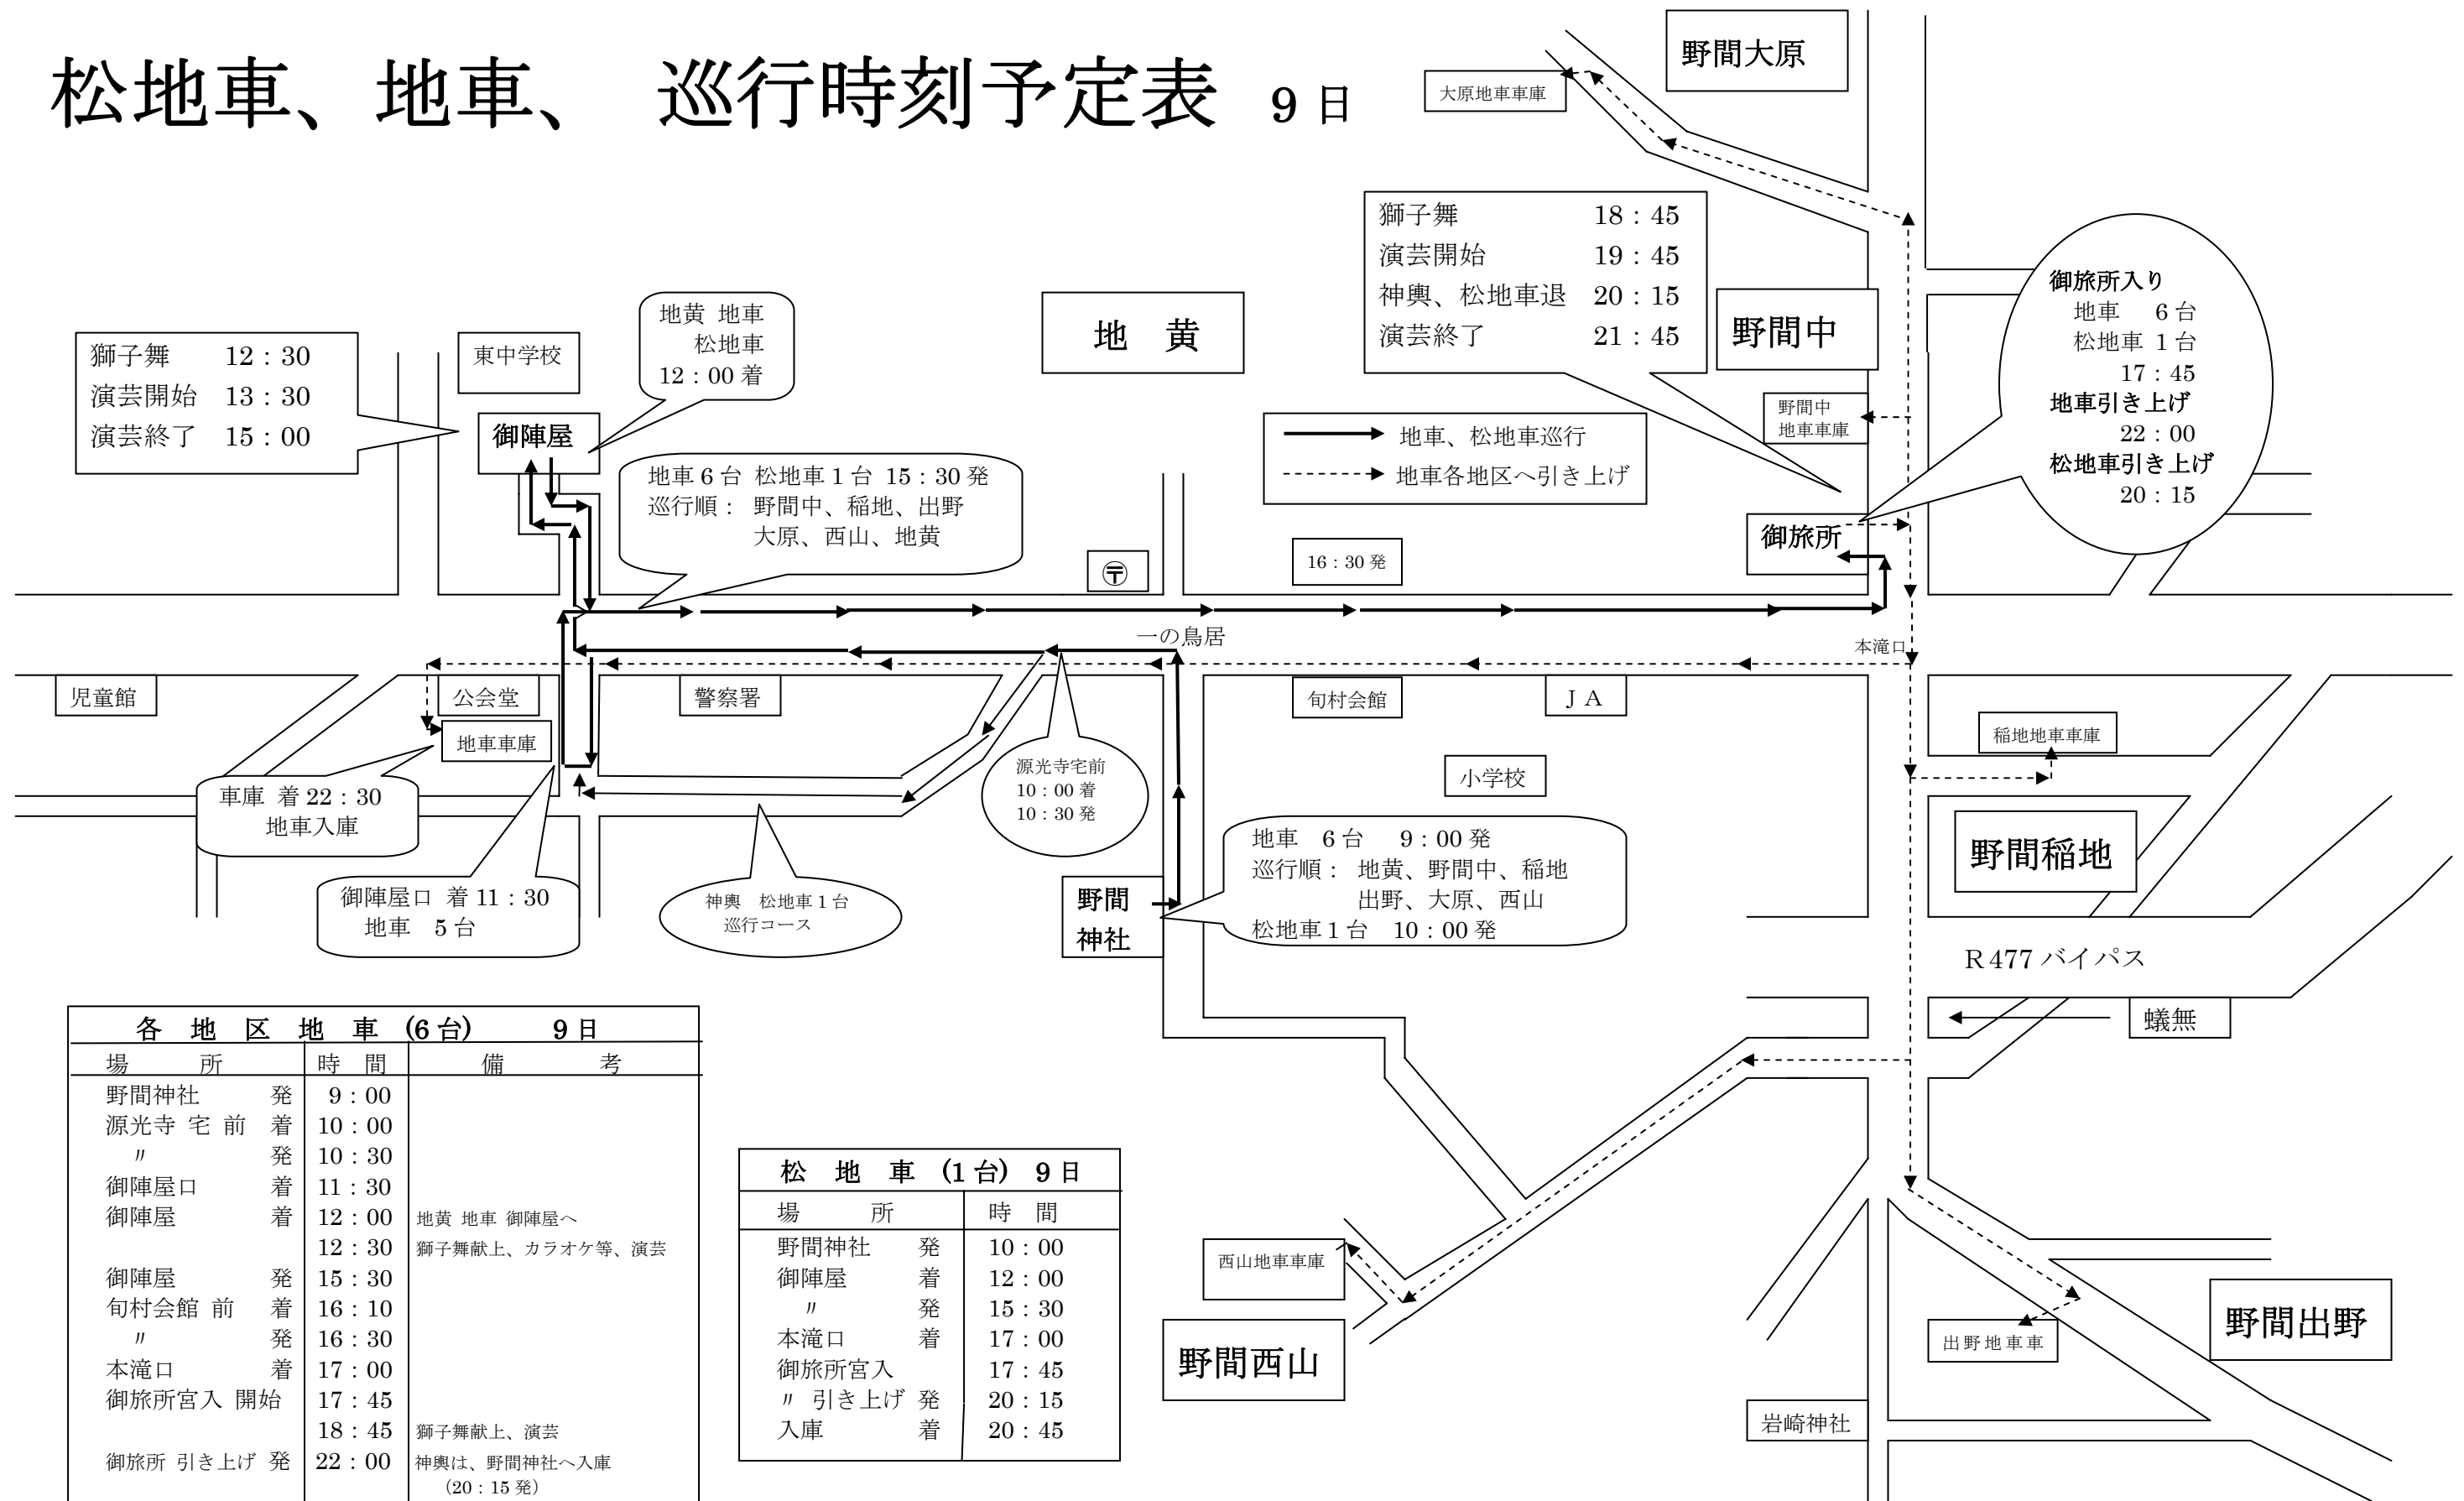 松地車、地車、 巡行時刻予定表 9日
野間大原
大原地車車庫
獅子舞 18：45
演芸開始 19：45
神輿、松地車退 20：15
演芸終了 21：45
野間中
御旅所入り
地車 6台
松地車 1台
17：45
地車引き上げ
22：00
松地車引き上げ
20：15
獅子舞 12：30
演芸開始 13：30
演芸終了 15：00
東中学校
地黄 地車
松地車
12：00着
地 黄
御陣屋
野間中
地車車庫
地車、松地車巡行
地車各地区へ引き上げ
地車6台 松地車1台 15：30発
巡行順： 野間中、稲地、出野
大原、西山、地黄
〒
16：30発
御旅所
一の鳥居
本滝口
児童館
公会堂
警察署
旬村会館
ＪＡ
地車車庫
稲地地車車庫
源光寺宅前
10：00着
10：30発
小学校
車庫 着22：30
地車入庫
野間稲地
地車 6台 9：00発
巡行順： 地黄、野間中、稲地
出野、大原、西山
松地車1台 10：00発
御陣屋口 着11：30
地車 5台
神輿 松地車1台
巡行コース
野間
神社
Ｒ477バイパス
蟻無
各地区地車(6台) 9日
場所 時間 備考
野間神社 発 9：00
源光寺宅前 着 10：00
〃 発 10：30
御陣屋口 着 11：30
御陣屋 着 12：00 地黄 地車 御陣屋へ
12：30 獅子舞献上、カラオケ等、演芸
御陣屋 発 15：30
旬村会館 前 着 16：10
〃 発 16：30
本滝口 着 17：00
御旅所宮入 開始 17：45
18：45 獅子舞献上、演芸
御旅所 引き上げ 発 22：00 神輿は、野間神社へ入庫
（20：15発）
松地車(1台) 9日
場所 時間
野間神社 発 10：00
御陣屋 着 12：00
〃 発 15：30
本滝口 着 17：00
御旅所宮入 17：45
〃 引き上げ 発 20：15
入庫 着 20：45
西山地車車庫
野間西山
出野地車車
野間出野
岩崎神社